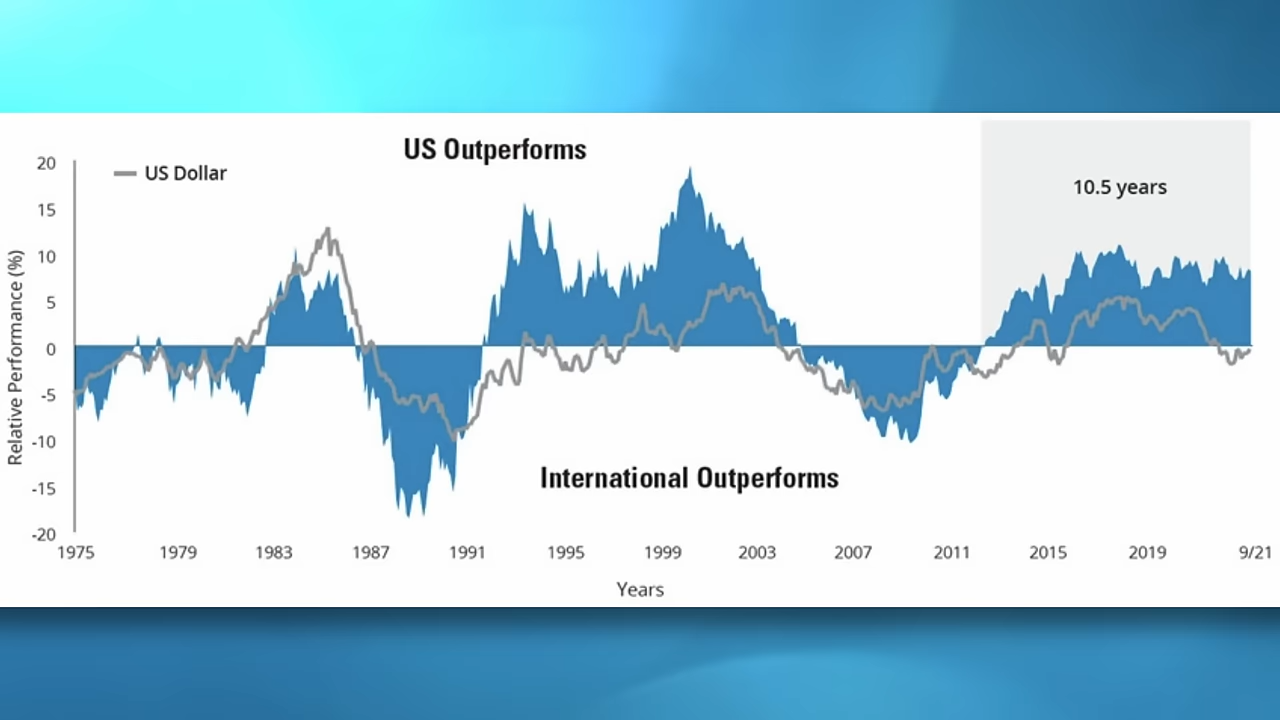 US Outperforms
US Dollar
10.5 years
20
15
10
5
0
-5
-10
-15
-20
Relative Performance (%)
International Outperforms
1975 1979 1983 1987 1991 1995 1999 2003 2007 2011 2015 2019 9/21
Years